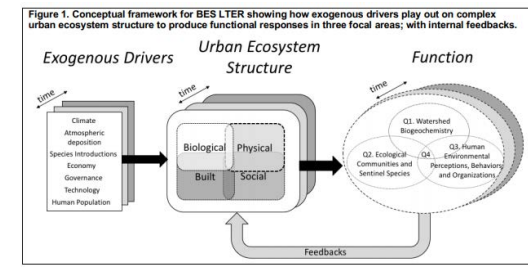 Figure 1. Conceptual framework for BES LTER showing how exogenous drivers play out on complex
urban ecosystem structure to produce functional responses in three focal areas; with internal feedbacks.
Exogenous Drivers
Urban Ecosystem
Structure
Function
time
Climate
Atmospheric
deposition
Species Introductions
Economy
Governance
Technology
Human Population
time
Biological
Physical
Built
Social
time
Q1. Watershed
Biogeochemistry
Q2. Ecological
Communities and
Sentinel Species
Q4
Q3. Human
Environmental
Perceptions, Behaviors
and Organizations
Feedbacks